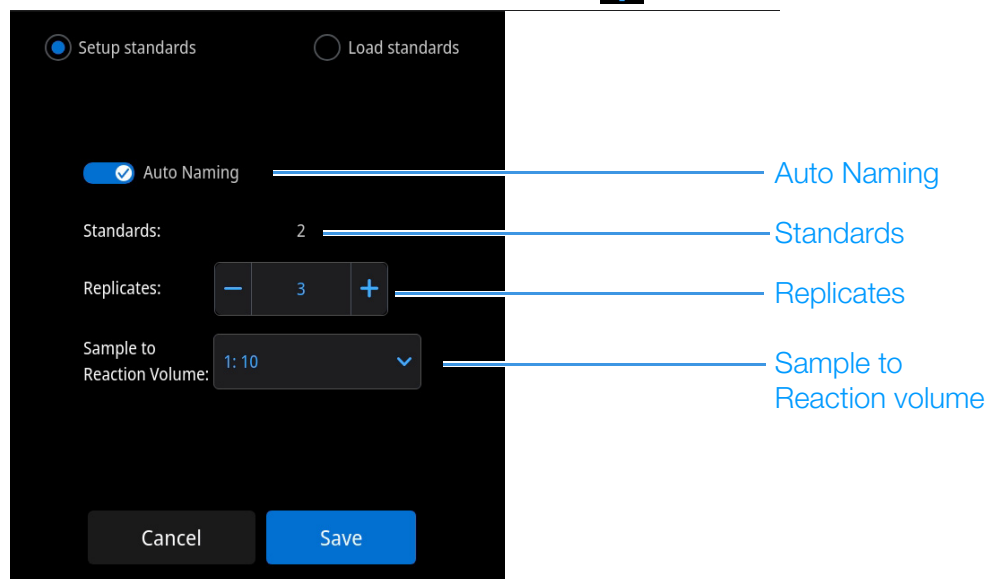 Setup standards
Load standards
Auto Naming
Auto Naming
Standards: 2
Standards
Replicates: 3
Replicates
Sample to
Reaction Volume: 1: 10
Sample to
Reaction volume
Cancel
Save